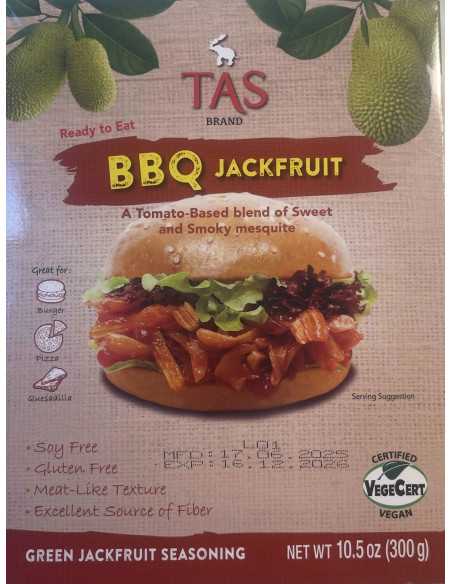 TAS
BRAND
Ready to Eat
BBQ JACKFRUIT
A Tomato-Based blend of Sweet
and Smoky mesquite
Great for:
Burger
Pizza
Quesadilla
Serving Suggestion
L01
MFD: 17.06.2025
EXP: 16.12.2026
• Soy Free
• Gluten Free
• Meat-Like Texture
• Excellent Source of Fiber
CERTIFIED
VEGECERT
VEGAN
GREEN JACKFRUIT SEASONING
NET WT 10.5 oz (300 g)